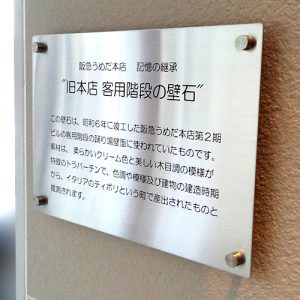 阪急うめだ本店 記憶の継承
"旧本店 客用階段の壁石"
この壁石は、昭和６年に竣工した阪急うめだ本店第２期
ビルの客用階段の踊り場壁面に使われていたものです。
素材は、柔らかいクリーム色と美しい木目調の模様が
特徴のトラバーチンで、色調や模様及び建物の建造時期
から、イタリアのティボリという町で産出されたものと
推測されます。